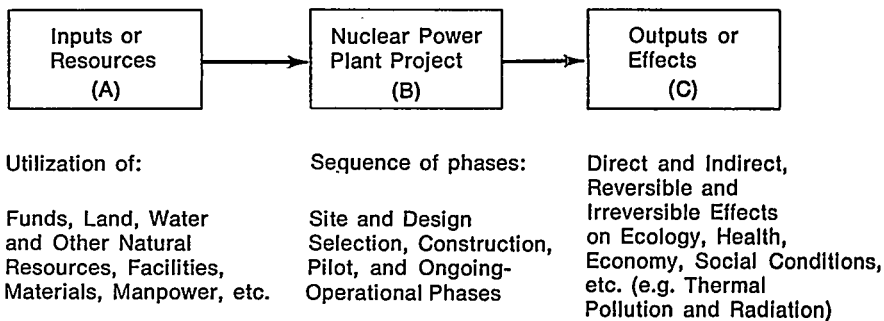 Inputs or
Resources
(A)
Nuclear Power
Plant Project
(B)
Outputs or
Effects
(C)
Utilization of:
Funds, Land, Water
and Other Natural
Resources, Facilities,
Materials, Manpower, etc.
Sequence of phases:
Site and Design
Selection, Construction,
Pilot, and Ongoing-
Operational Phases
Direct and Indirect,
Reversible and
Irreversible Effects
on Ecology, Health,
Economy, Social Conditions,
etc. (e.g. Thermal
Pollution and Radiation)